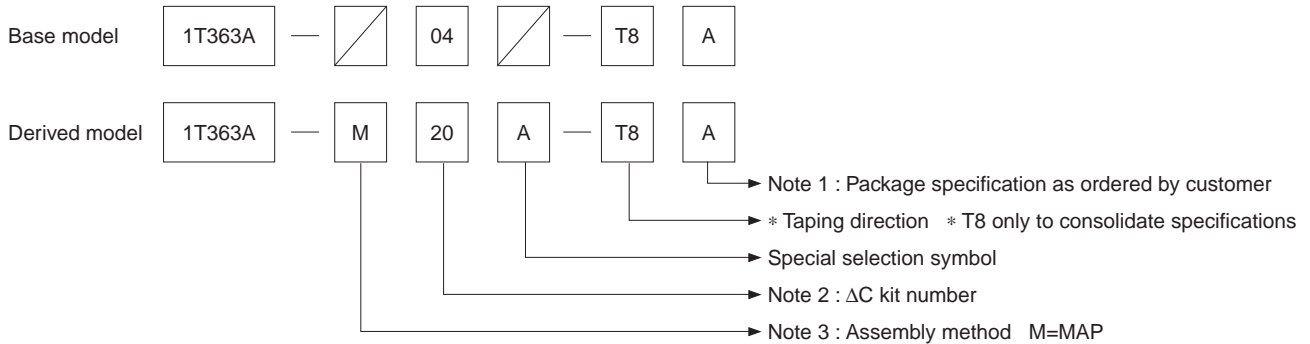 Base model 1T363A — 04 — T8 A
Derived model 1T363A — M 20 A — T8 A
Note 1 : Package specification as ordered by customer
* Taping direction * T8 only to consolidate specifications
Special selection symbol
Note 2 : ΔC kit number
Note 3 : Assembly method M=MAP